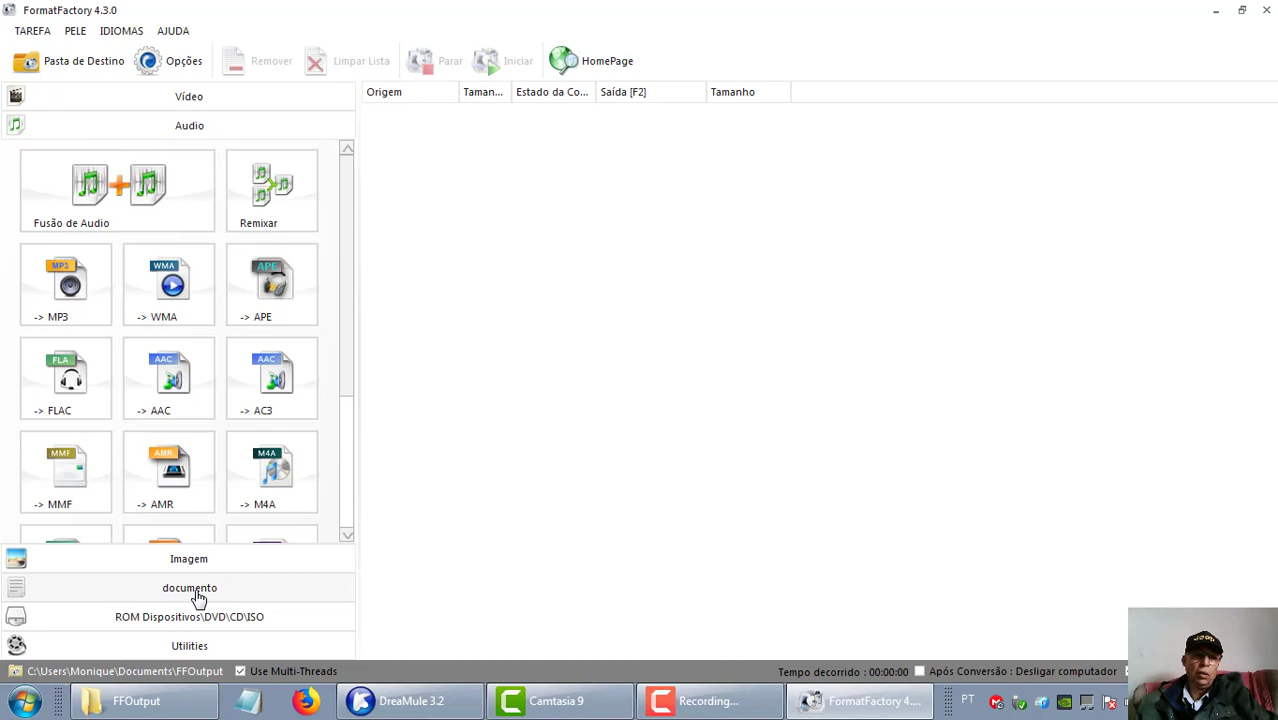 FormatFactory 4.3.0
TAREFA PELE IDIOMAS AJUDA
Pasta de Destino Opções Remover Limpar Lista Parar Iniciar HomePage
Vídeo
Origem Taman... Estado da Co... Saída [F2] Tamanho
Audio
Fusão de Audio Remixar
MP3 WMA APE
-> MP3 -> WMA -> APE
FLA AAC AAC
-> FLAC -> AAC -> AC3
MMF AMR M4A
-> MMF -> AMR -> M4A
Imagem
documento
ROM Dispositivos\DVD\CD\ISO
Utilities
JEEP
C:\Users\Monique\Documents\FFOutput Use Multi-Threads Tempo decorrido : 00:00:00 Após Conversão : Desligar computador
FFOutput DreaMule 3.2 Camtasia 9 Recording... FormatFactory 4.... PT